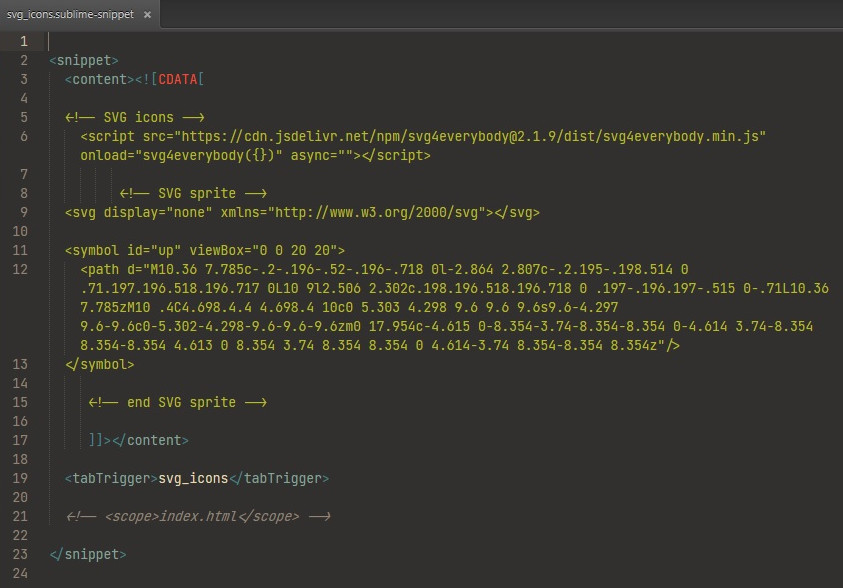 svg_icons.sublime-snippet ×
1
2 <snippet>
3 <content><![CDATA[
4
5 <!-- SVG icons -->
6 <script src="https://cdn.jsdelivr.net/npm/svg4everybody@2.1.9/dist/svg4everybody.min.js"
onload="svg4everybody({})" async=""></script>
7
8 <!-- SVG sprite -->
9 <svg display="none" xmlns="http://www.w3.org/2000/svg"></svg>
10
11 <symbol id="up" viewBox="0 0 20 20">
12 <path d="M10.36 7.785c-.2-.196-.52-.196-.718 0l-2.864 2.807c-.2.195-.198.514 0
.71.197.196.518.196.717 0L10 9l2.506 2.302c.198.196.518.196.718 0 .197-.196.197-.515 0-.71L10.36
7.785zM10 .4C4.698.4.4 4.698.4 10c0 5.303 4.298 9.6 9.6 9.6s9.6-4.297
9.6-9.6c0-5.302-4.298-9.6-9.6-9.6zm0 17.954c-4.615 0-8.354-3.74-8.354-8.354 0-4.614 3.74-8.354
8.354-8.354 4.613 0 8.354 3.74 8.354 8.354 0 4.614-3.74 8.354-8.354 8.354z"/>
13 </symbol>
14
15 <!-- end SVG sprite -->
16
17 ]]></content>
18
19 <tabTrigger>svg_icons</tabTrigger>
20
21 <!-- <scope>index.html</scope> -->
22
23 </snippet>
24